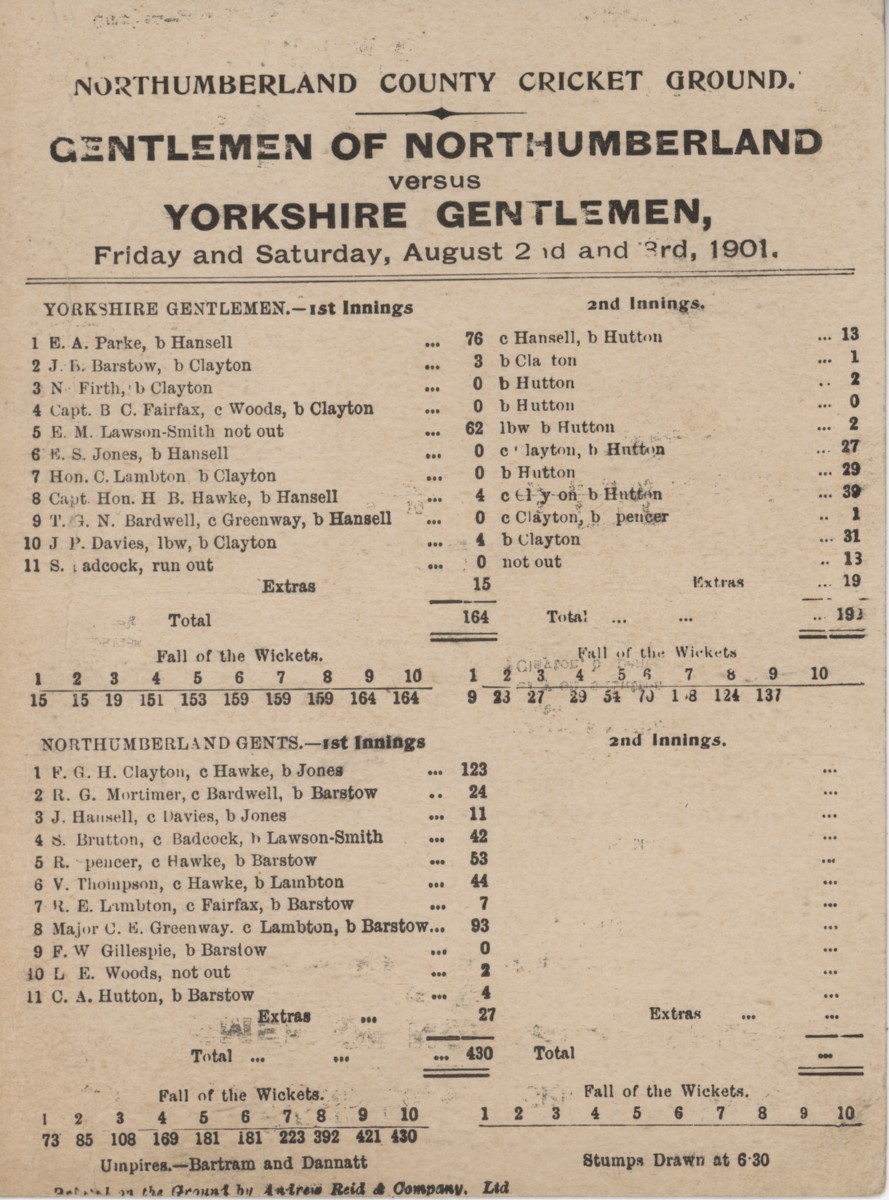 NORTHUMBERLAND COUNTY CRICKET GROUND.
GENTLEMEN OF NORTHUMBERLAND
versus
YORKSHIRE GENTLEMEN,
Friday and Saturday, August 2nd and 3rd, 1901.
YORKSHIRE GENTLEMEN.—1st Innings 2nd Innings.
1 E. A. Parke, b Hansell ... 76 c Hansell, b Hutton ... 13
2 J. B. Barstow, b Clayton ... 3 b Cla ton ... 1
3 N Firth, b Clayton ... 0 b Hutton .. 2
4 Capt. B C. Fairfax, c Woods, b Clayton ... 0 b Hutton ... 0
5 E. M. Lawson-Smith not out ... 62 lbw b Hutton ... 2
6 E. S. Jones, b Hansell ... 0 c layton, b Hutton ... 27
7 Hon. C. Lambton b Clayton ... 0 b Hutton ... 29
8 Capt. Hon. H B. Hawke, b Hansell ... 4 c Cl y on b Hutton ... 39
9 T. G. N. Bardwell, c Greenway, b Hansell ... 0 c Clayton, b pencer .. 1
10 J P. Davies, lbw, b Clayton ... 4 b Clayton ... 31
11 S. adcock, run out ... 0 not out .. 13
Extras 15 Extras ... 19
Total 164 Total ... ... ..
Fall of the Wickets. Fall of the Wickets
1 2 3 4 5 6 7 8 9 10 1 2 3 4 5 6 7 8 9 10
15 15 19 151 153 159 159 159 164 164 9 23 27 29 54 70 1 8 124 137
NORTHUMBERLAND GENTS.—1st Innings 2nd Innings.
1 F. G. H. Clayton, c Hawke, b Jones ... 123 ...
2 R. G. Mortimer, c Bardwell, b Barstow .. 24 ...
3 J. Hansell, c Davies, b Jones ... 11 ...
4 S. Brutton, c Badcock, b Lawson-Smith ... 42 ...
5 R. pencer, c Hawke, b Barstow ... 53 ...
6 V. Thompson, c Hawke, b Lambton ... 44 ...
7 R. E. Lambton, c Fairfax, b Barstow ... 7 ...
8 Major C. E. Greenway. c Lambton, b Barstow... 93 ...
9 F. W Gillespie, b Barstow ... 0 ...
10 L E. Woods, not out ... 2 ...
11 C. A. Hutton, b Barstow ... 4 ...
Extras ... 27 Extras ... ...
Total ... ... ... 430 Total ...
Fall of the Wickets. Fall of the Wickets.
1 2 3 4 5 6 7 8 9 10 1 2 3 4 5 6 7 8 9 10
73 85 108 169 181 181 223 392 421 430
Umpires.—Bartram and Dannatt Stumps Drawn at 6·30
on the Ground by Andrew Reid & Company, Ltd